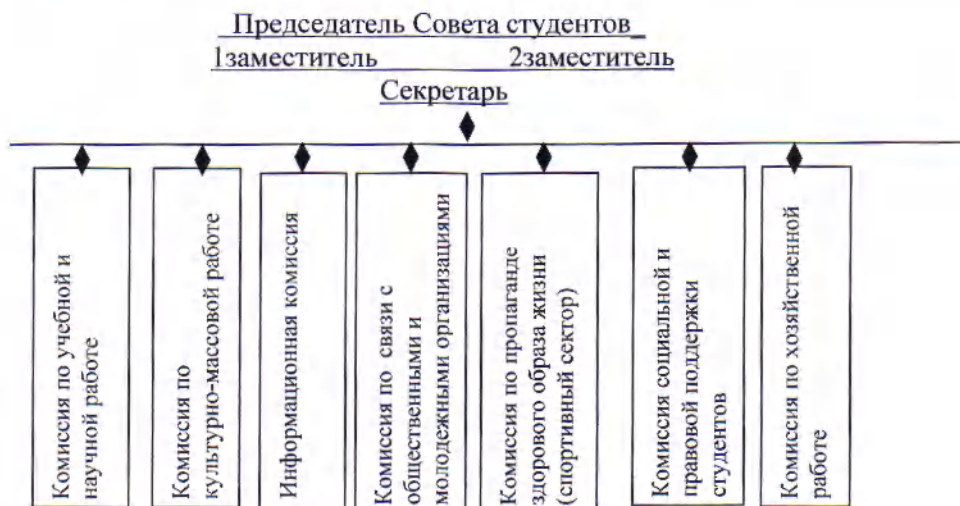 Председатель Совета студентов_
1заместитель 2заместитель
Секретарь
Комиссия по учебной и
научной работе
Комиссия по
культурно-массовой работе
Информационная комиссия
Комиссия по связи с
общественными и
молодежными организациями
Комиссия по пропаганде
здорового образа жизни
(спортивный сектор)
Комиссия социальной и
правовой поддержки
студентов
Комиссия по хозяйственной
работе